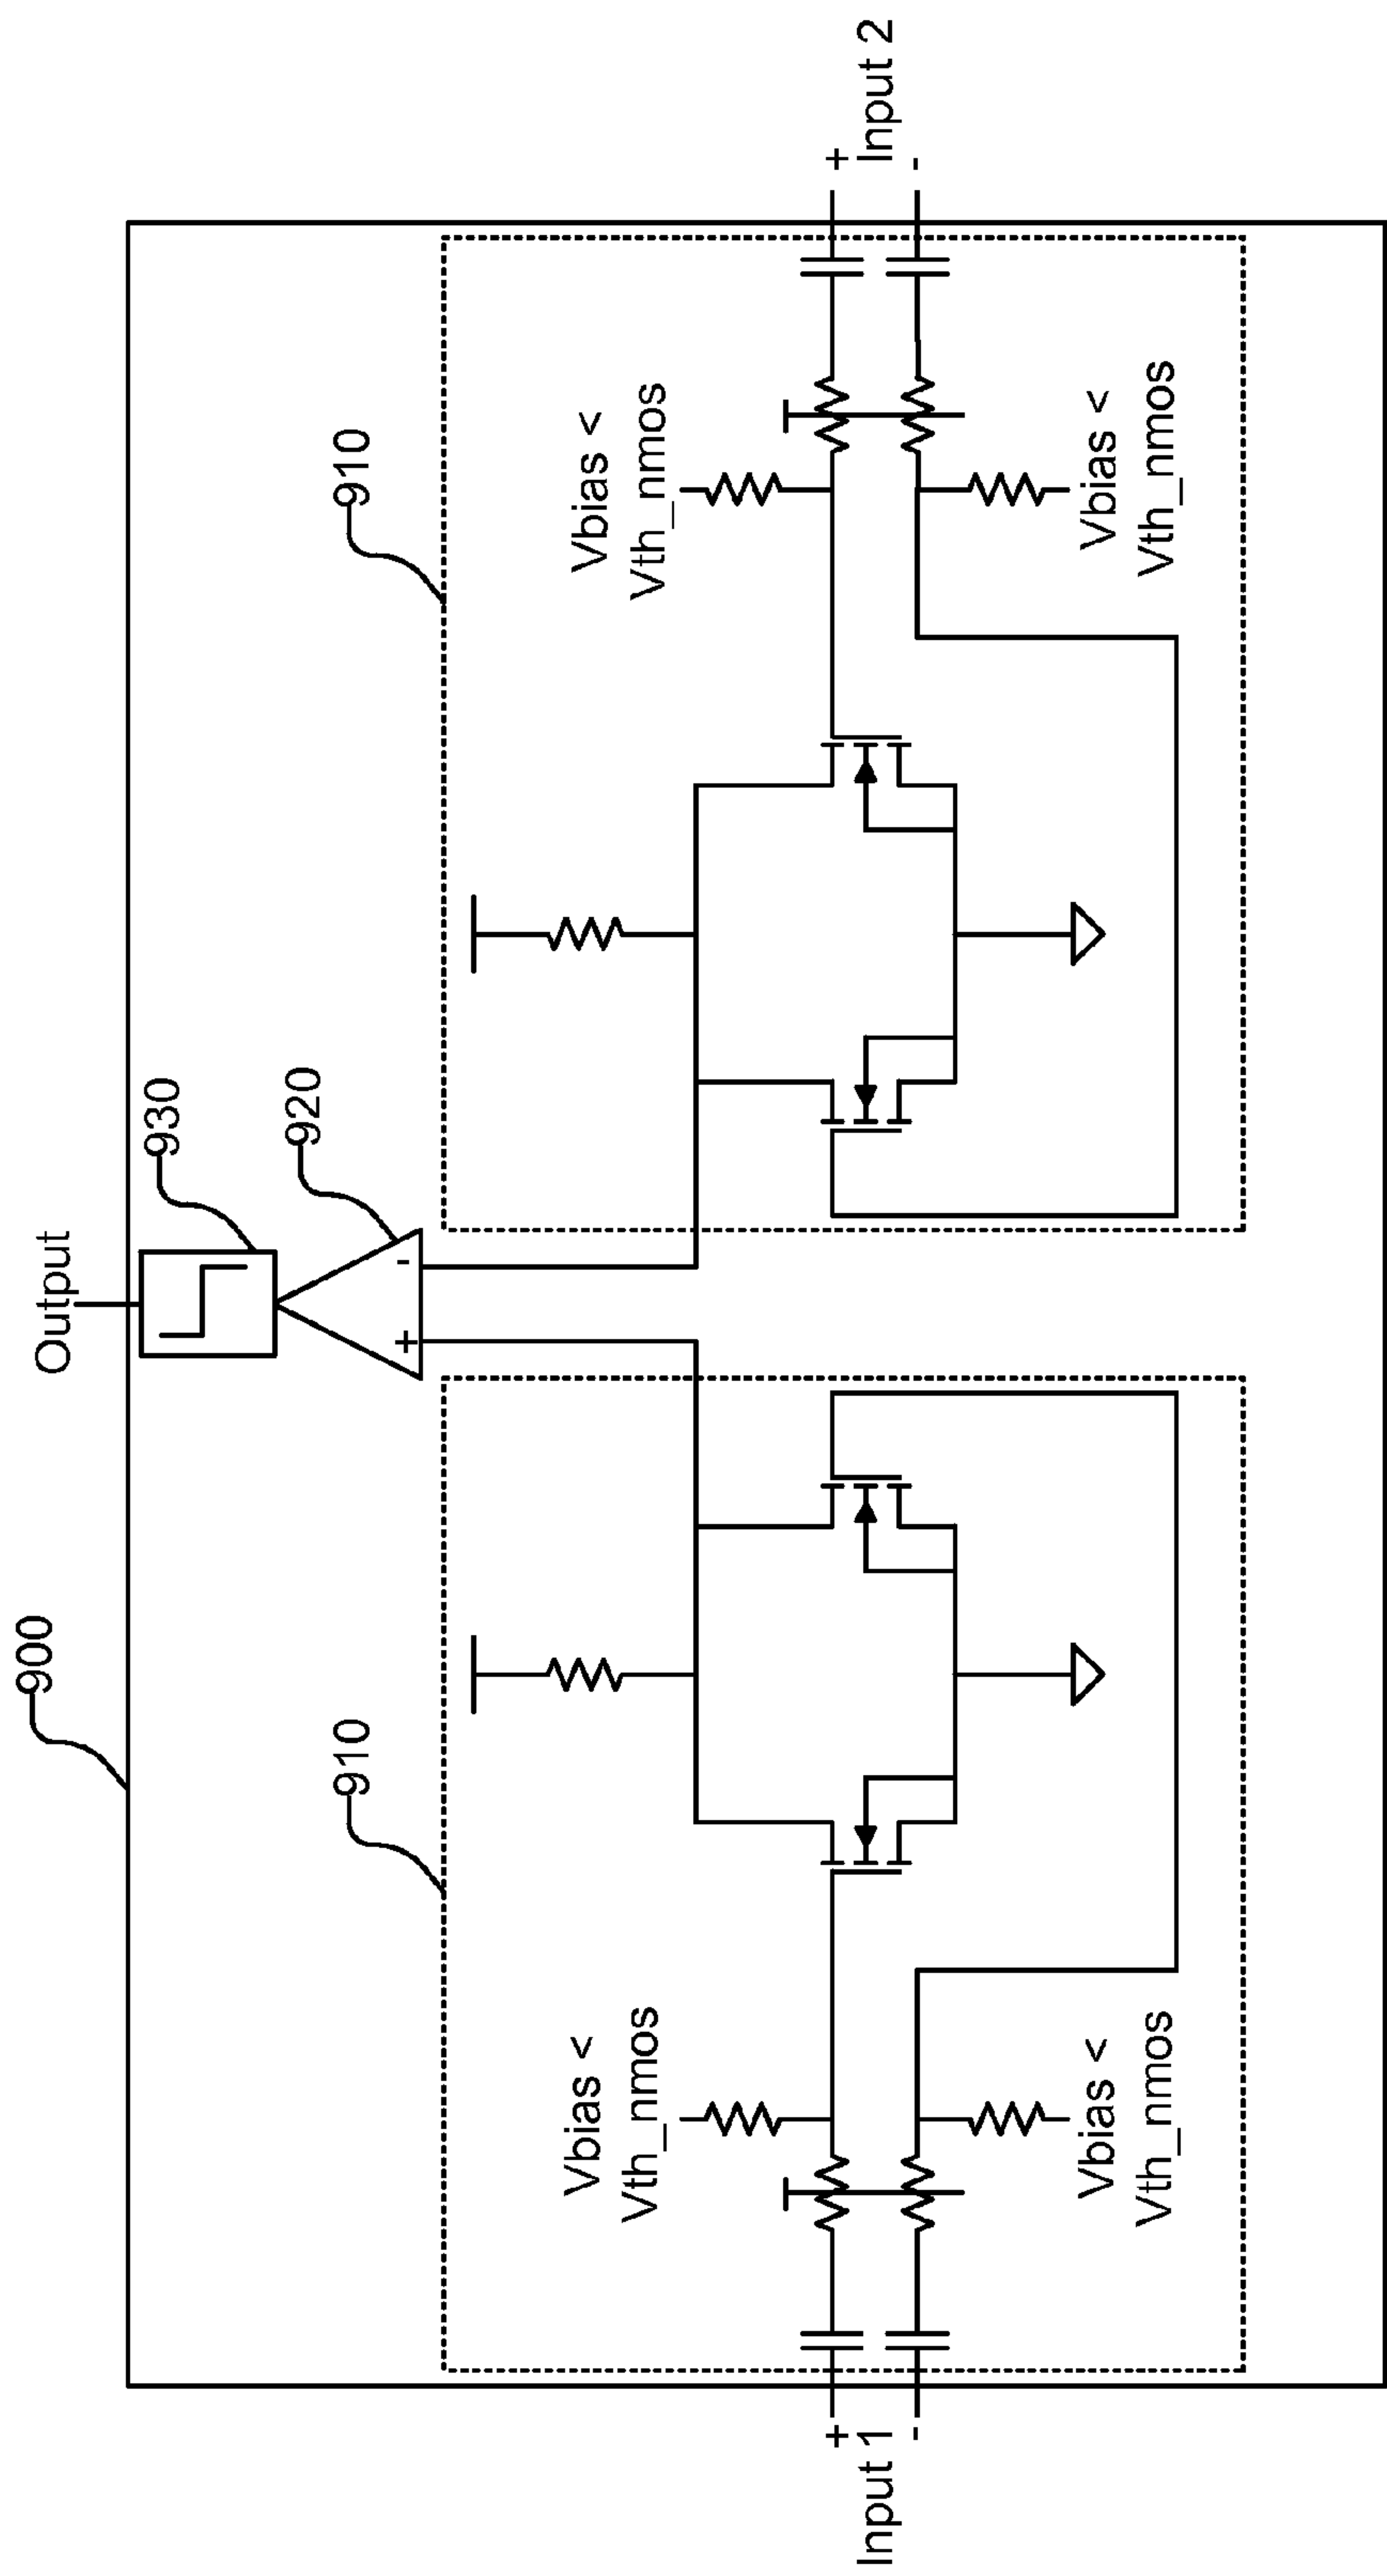 900
Output
930
920
910
910
Vbias <
Vth_nmos
Vbias <
Vth_nmos
+
Input 1
-
Vbias <
Vth_nmos
Vbias <
Vth_nmos
+
Input 2
-
+
-